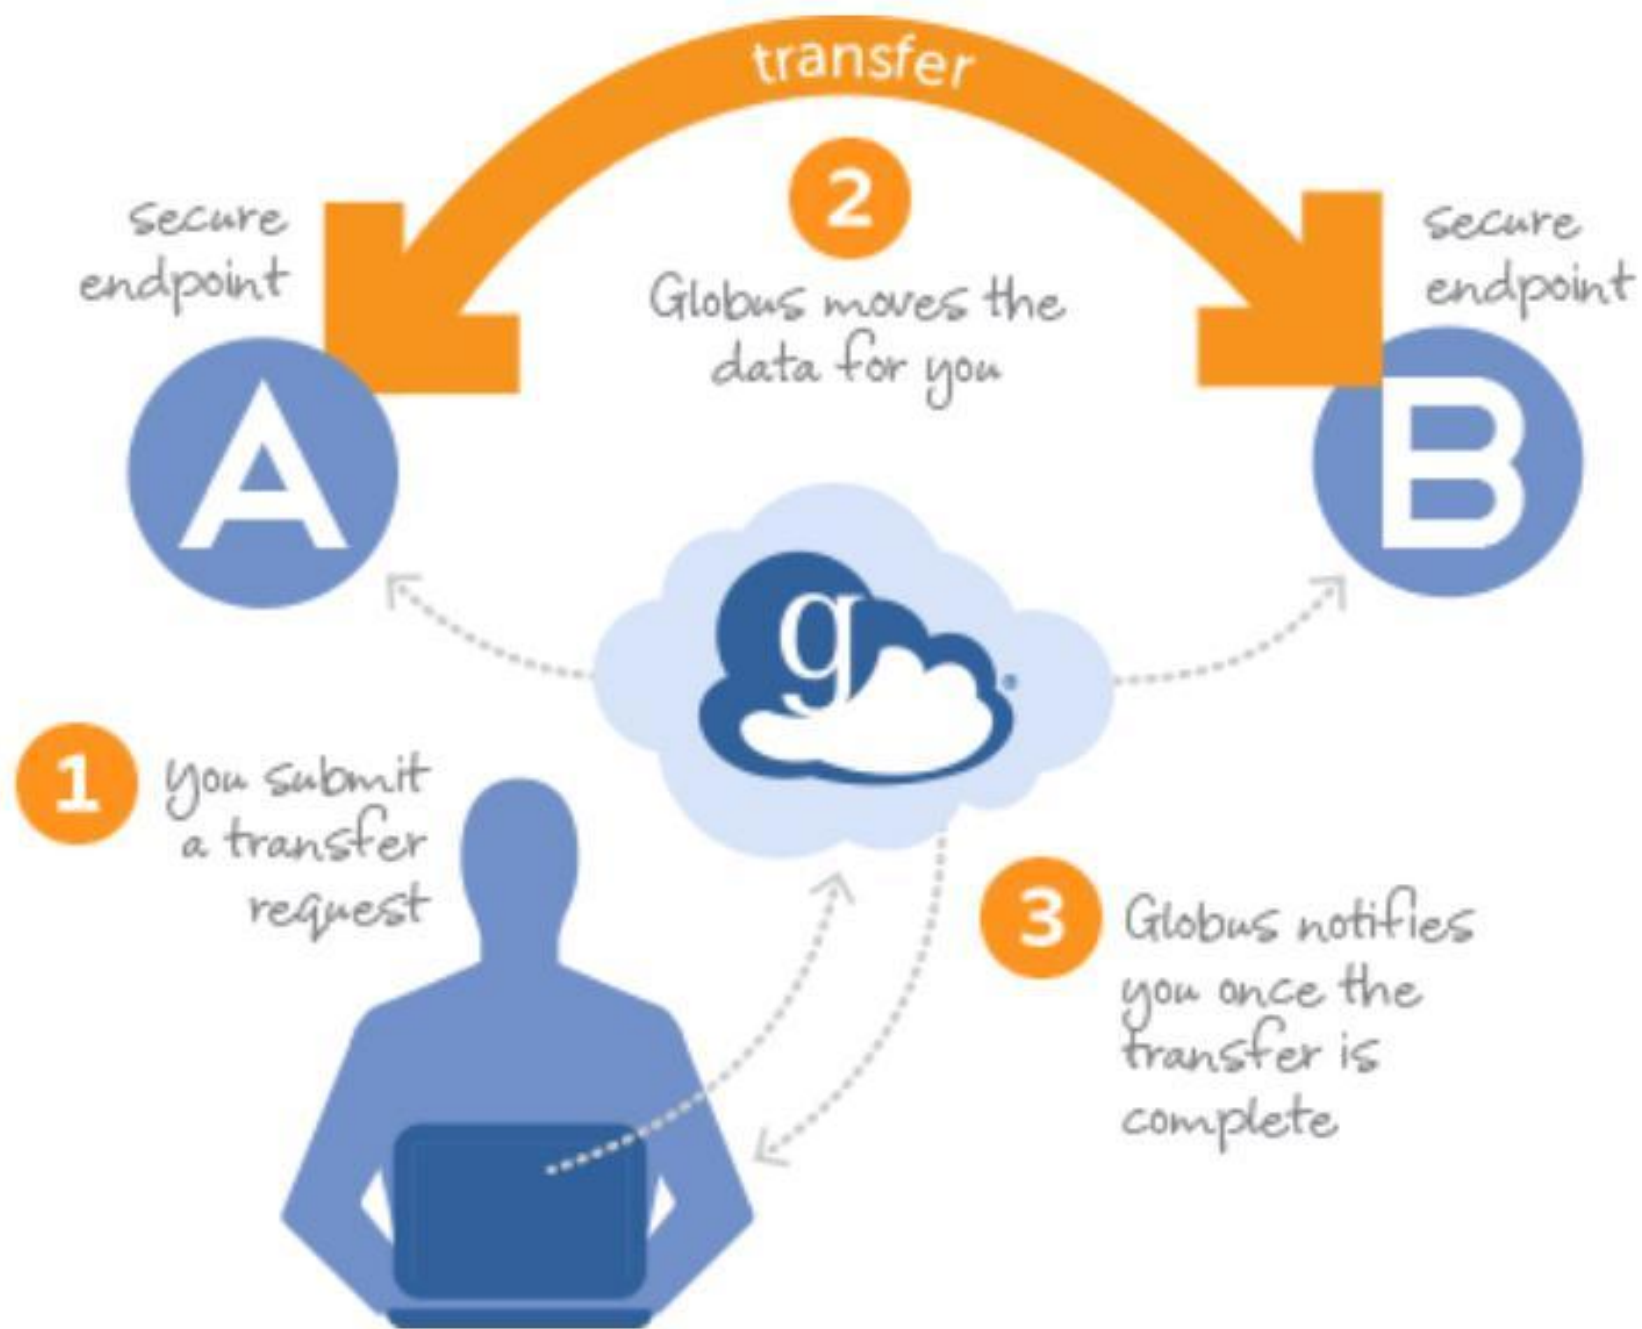 transfer
2
Globus moves the
data for you
secure
endpoint
A
secure
endpoint
B
g
®
1
you submit
a transfer
request
3
Globus notifies
you once the
transfer is
complete